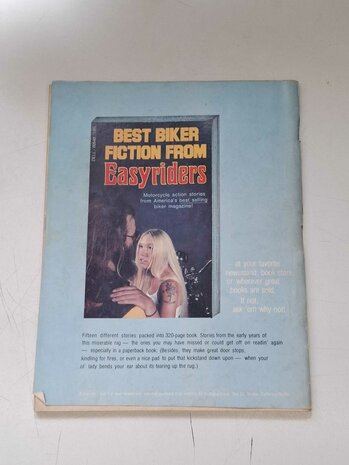 BEST BIKER
FICTION FROM
Easyriders
Motorcycle action stories
from America's best selling
biker magazine!
at your favorite
newsstand, book store,
or wherever great
books are sold.
If not,
ask 'em why not!
Fifteen different stories packed into 320-page book. Stories from the early years of
this miserable rag — the ones you may have missed or could get off on readin' again
— especially in a paperback book. (Besides, they make great door stops,
kindling for fires, or even a nice pad to put that kickstand down upon — when your
ol' lady bends your ear about its tearing up the rug.)